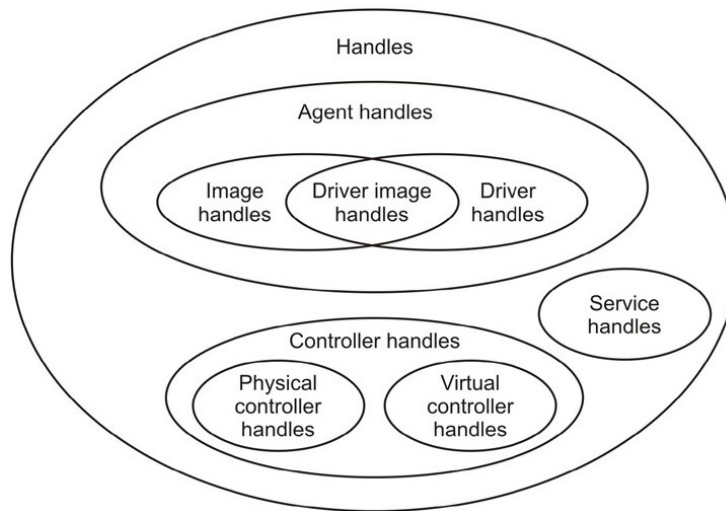 Handles
Agent handles
Image
handles
Driver image
handles
Driver
handles
Service
handles
Controller handles
Physical
controller
handles
Virtual
controller
handles